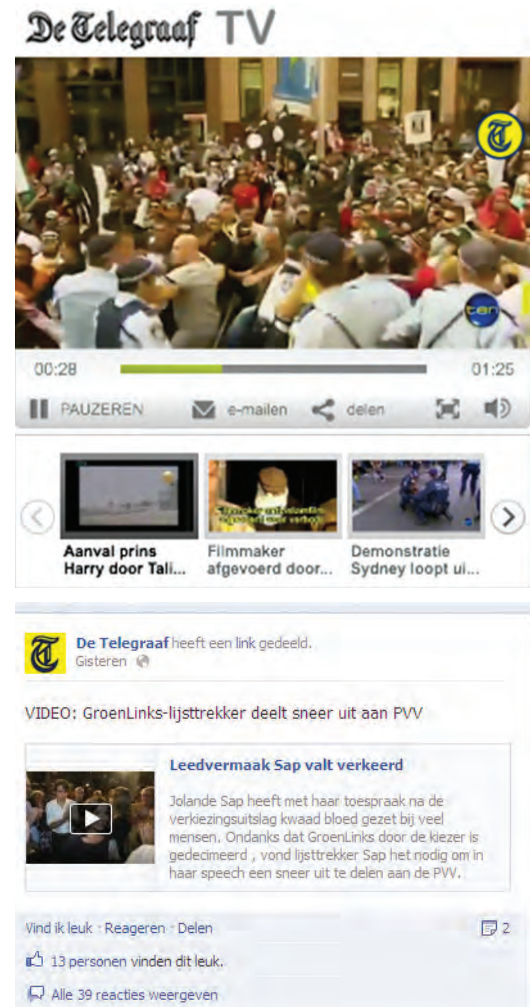 De Telegraaf TV
ten
00:28 01:25
PAUZEREN e-mailen delen
Aanval prins
Harry door Tali...
Filmmaker
afgevoerd door...
Demonstratie
Sydney loopt ui...
De Telegraaf heeft een link gedeeld.
Gisteren
VIDEO: GroenLinks-lijsttrekker deelt sneer uit aan PVV
Leedvermaak Sap valt verkeerd
Jolande Sap heeft met haar toespraak na de
verkiezingsuitslag kwaad bloed gezet bij veel
mensen. Ondanks dat GroenLinks door de kiezer is
gedecimeerd , vond lijsttrekker Sap het nodig om in
haar speech een sneer uit te delen aan de PVV.
Vind ik leuk · Reageren · Delen 2
13 personen vinden dit leuk.
Alle 39 reacties weergeven